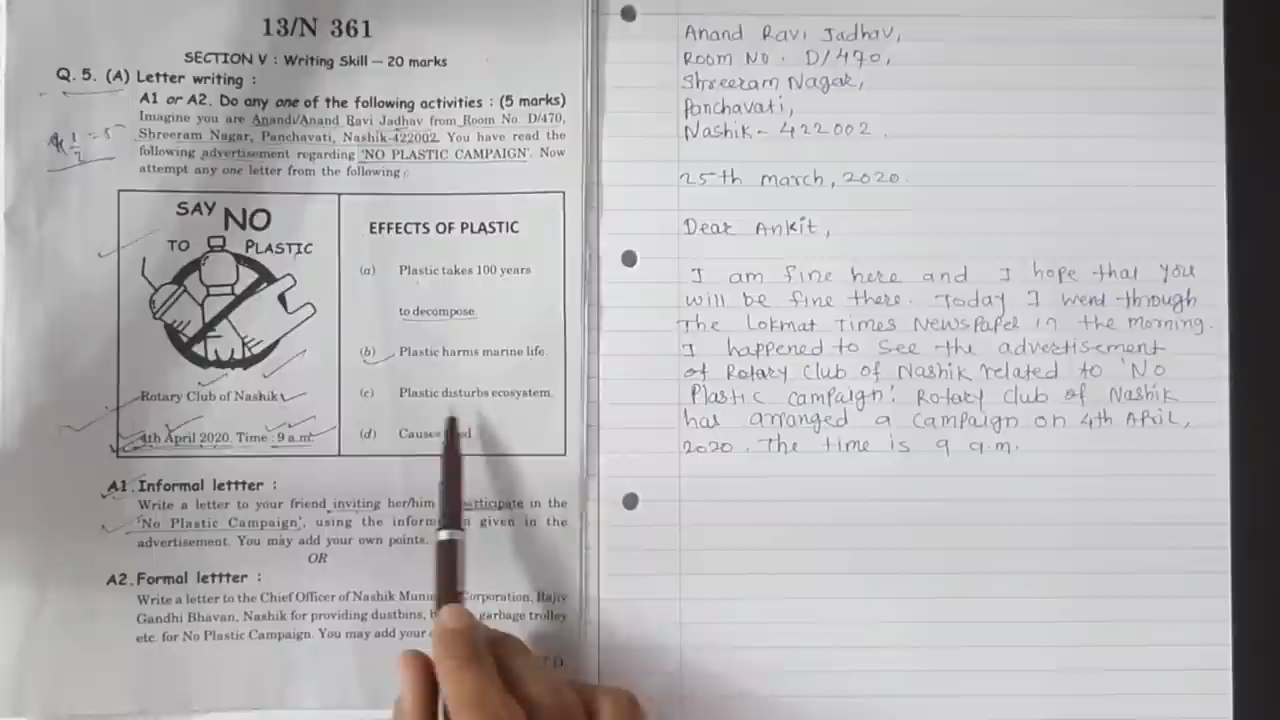 13/N 361
SECTION V : Writing Skill – 20 marks
Q. 5. (A) Letter writing :
A1 or A2. Do any one of the following activities : (5 marks)
Imagine you are Anandi/Anand Ravi Jadhav from Room No. D/470,
Shreeram Nagar, Panchavati, Nashik-422002. You have read the
following advertisement regarding 'NO PLASTIC CAMPAIGN'. Now
attempt any one letter from the following :
SAY NO
TO PLASTIC
Rotary Club of Nashik
4th April 2020. Time : 9 a.m.
EFFECTS OF PLASTIC
(a) Plastic takes 100 years
to decompose.
(b) Plastic harms marine life.
(c) Plastic disturbs ecosystem.
(d) Causes
A1. Informal lettter :
Write a letter to your friend inviting her/him participate in the
'No Plastic Campaign', using the given in the
advertisement. You may add your own points.
OR
A2. Formal lettter :
Write a letter to the Chief Officer of Nashik Corporation, Rajiv
Gandhi Bhavan, Nashik for providing dustbins, garbage trolley
etc. for No Plastic Campaign. You may add your
Anand Ravi Jadhav,
Room No. D/470,
Shreeram Nagar,
Panchavati,
Nashik - 422002.
25th march, 2020.
Dear Ankit,
I am fine here and I hope that you
will be fine there. Today I went through
The Lokmat Times Newspaper in the morning.
I happened to see the advertisement
of Rotary Club of Nashik related to 'No
Plastic campaign'. Rotary club of Nashik
has arranged a campaign on 4th April,
2020. The time is 9 a.m.